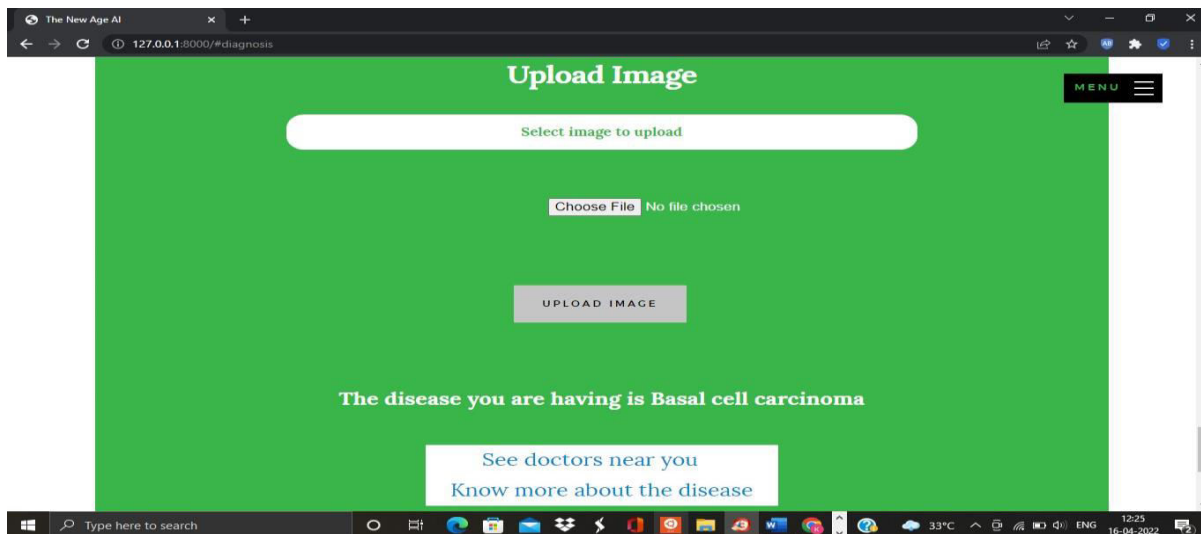 The New Age AI
127.0.0.1:8000/#diagnosis
Upload Image
MENU
Select image to upload
Choose File No file chosen
UPLOAD IMAGE
The disease you are having is Basal cell carcinoma
See doctors near you
Know more about the disease
Type here to search
33°C
ENG
12:25
16-04-2022